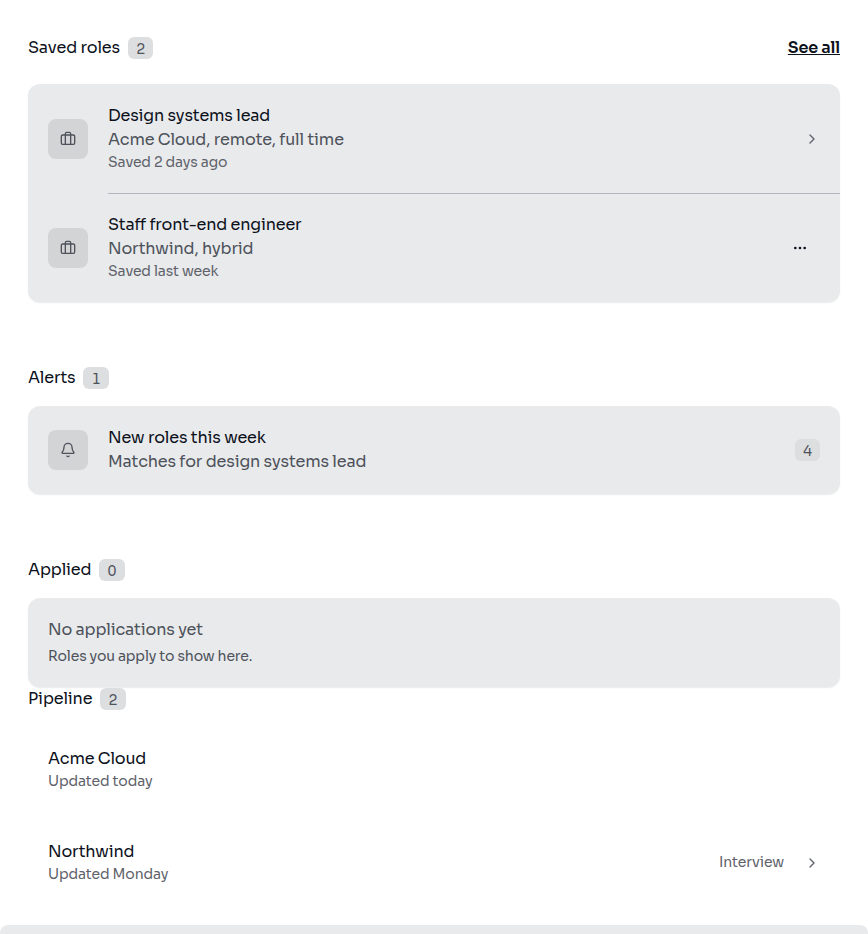 Saved roles 2 See all
Design systems lead
Acme Cloud, remote, full time
Saved 2 days ago
Staff front-end engineer
Northwind, hybrid
Saved last week
Alerts 1
New roles this week
Matches for design systems lead
4
Applied 0
No applications yet
Roles you apply to show here.
Pipeline 2
Acme Cloud
Updated today
Northwind
Updated Monday
Interview